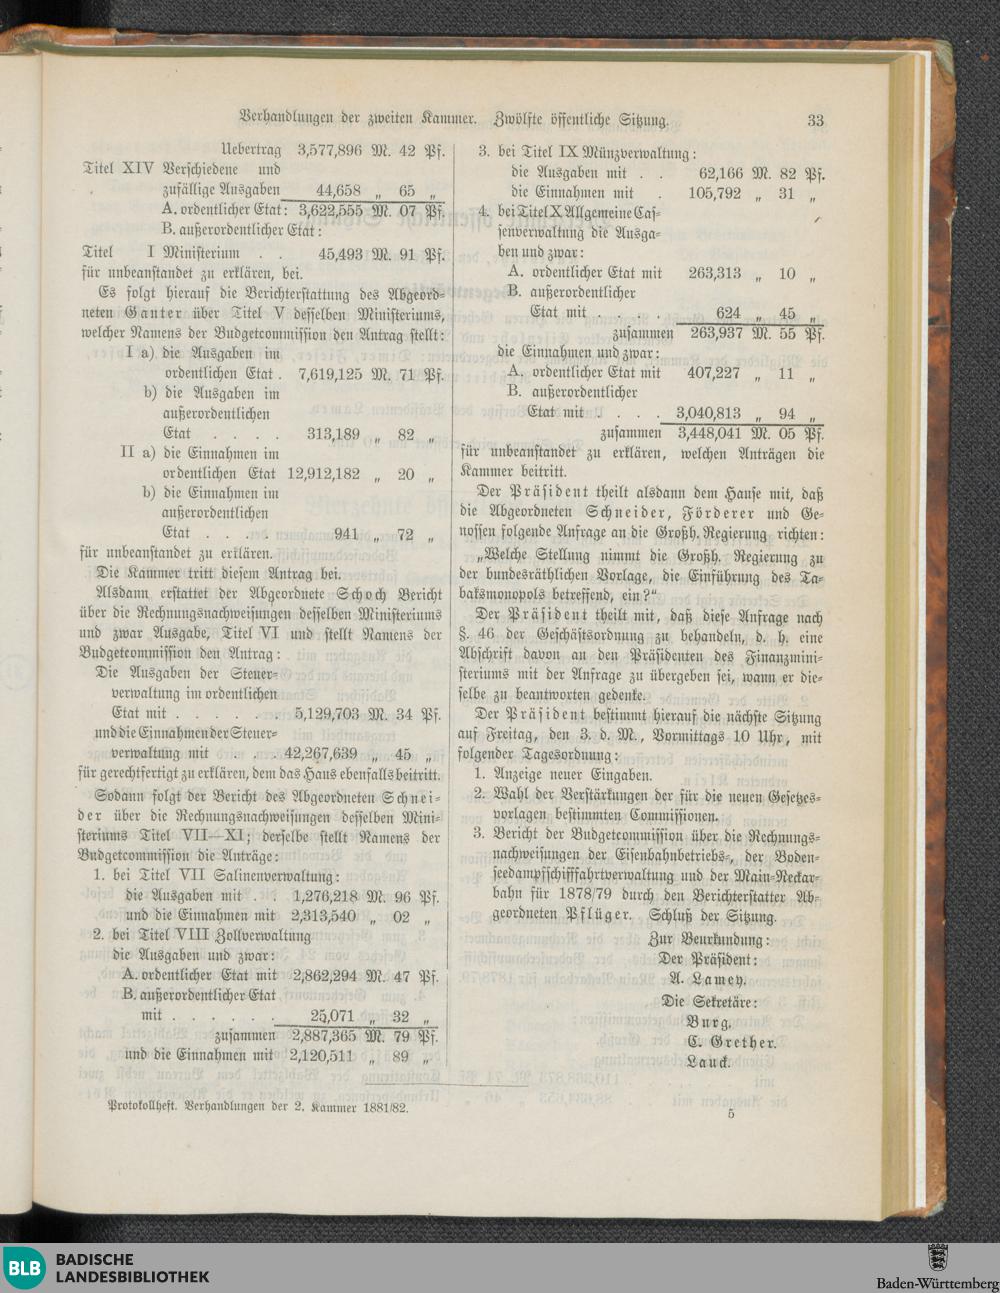 Verhandlungen der zweiten Kammer. Zwölfte öffentliche Sitzung. 33
Uebertrag 3,577,896 M. 42 Pf.
Titel XIV Verschiedene und
zufällige Ausgaben 44,658 „ 65 „
A. ordentlicher Etat: 3,622,555 M. 07 Pf.
B. außerordentlicher Etat:
Titel I Ministerium . . 45,493 M. 91 Pf.
für unbeanstandet zu erklären, bei.
Es folgt hierauf die Berichterstattung des Abgeord-
neten Ganter über Titel V desselben Ministeriums,
welcher Namens der Budgetcommission den Antrag stellt:
I a) die Ausgaben im
ordentlichen Etat . 7,619,125 M. 71 Pf.
b) die Ausgaben im
außerordentlichen
Etat . . . . 313,189 „ 82 „
II a) die Einnahmen im
ordentlichen Etat 12,912,182 „ 20 „
b) die Einnahmen im
außerordentlichen
Etat . . . . 941 „ 72 „
für unbeanstandet zu erklären.
Die Kammer tritt diesem Antrag bei.
Alsdann erstattet der Abgeordnete Schoch Bericht
über die Rechnungsnachweisungen desselben Ministeriums
und zwar Ausgabe, Titel VI und stellt Namens der
Budgetcommission den Antrag:
Die Ausgaben der Steuer-
verwaltung im ordentlichen
Etat mit . . . . . . 5,129,703 M. 34 Pf.
und die Einnahmen der Steuer-
verwaltung mit . . . 42,267,639 „ 45 „
für gerechtfertigt zu erklären, dem das Haus ebenfalls beitritt.
Sodann folgt der Bericht des Abgeordneten Schnei-
der über die Rechnungsnachweisungen desselben Mini-
steriums Titel VII—XI; derselbe stellt Namens der
Budgetcommission die Anträge:
1. bei Titel VII Salinenverwaltung:
die Ausgaben mit . . 1,276,218 M. 96 Pf.
und die Einnahmen mit 2,313,540 „ 02 „
2. bei Titel VIII Zollverwaltung
die Ausgaben und zwar:
A. ordentlicher Etat mit 2,862,294 M. 47 Pf.
B. außerordentlicher Etat
mit . . . . . . 25,071 „ 32 „
zusammen 2,887,365 M. 79 Pf.
und die Einnahmen mit 2,120,511 „ 89 „
3. bei Titel IX Münzverwaltung:
die Ausgaben mit . . 62,166 M. 82 Pf.
die Einnahmen mit . 105,792 „ 31 „
4. bei Titel X Allgemeine Cas-
senverwaltung die Ausga-
ben und zwar:
A. ordentlicher Etat mit 263,313 „ 10 „
B. außerordentlicher
Etat mit . . . . 624 „ 45 „
zusammen 263,937 M. 55 Pf.
die Einnahmen und zwar:
A. ordentlicher Etat mit 407,227 „ 11 „
B. außerordentlicher
Etat mit . . . . 3,040,813 „ 94 „
zusammen 3,448,041 M. 05 Pf.
für unbeanstandet zu erklären, welchen Anträgen die
Kammer beitritt.
Der Präsident theilt alsdann dem Hause mit, daß
die Abgeordneten Schneider, Förderer und Ge-
nossen folgende Anfrage an die Großh. Regierung richten:
„Welche Stellung nimmt die Großh. Regierung zu
der bundesräthlichen Vorlage, die Einführung des Ta-
baksmonopols betreffend, ein?“
Der Präsident theilt mit, daß diese Anfrage nach
§. 46 der Geschäftsordnung zu behandeln, d. h. eine
Abschrift davon an den Präsidenten des Finanzmini-
steriums mit der Anfrage zu übergeben sei, wann er die-
selbe zu beantworten gedenke.
Der Präsident bestimmt hierauf die nächste Sitzung
auf Freitag, den 3. d. M., Vormittags 10 Uhr, mit
folgender Tagesordnung:
1. Anzeige neuer Eingaben.
2. Wahl der Verstärkungen der für die neuen Gesetzes-
vorlagen bestimmten Commissionen.
3. Bericht der Budgetcommission über die Rechnungs-
nachweisungen der Eisenbahnbetriebs-, der Boden-
seedampfschifffahrtverwaltung und der Main-Neckar-
bahn für 1878/79 durch den Berichterstatter Ab-
geordneten Pflüger. Schluß der Sitzung.
Zur Beurkundung:
Der Präsident:
A. Lamey.
Die Sekretäre:
Burg.
C. Grether.
Lauck.
Protokollheft. Verhandlungen der 2. Kammer 1881/82.
5
BLB BADISCHE
LANDESBIBLIOTHEK
Baden-Württemberg